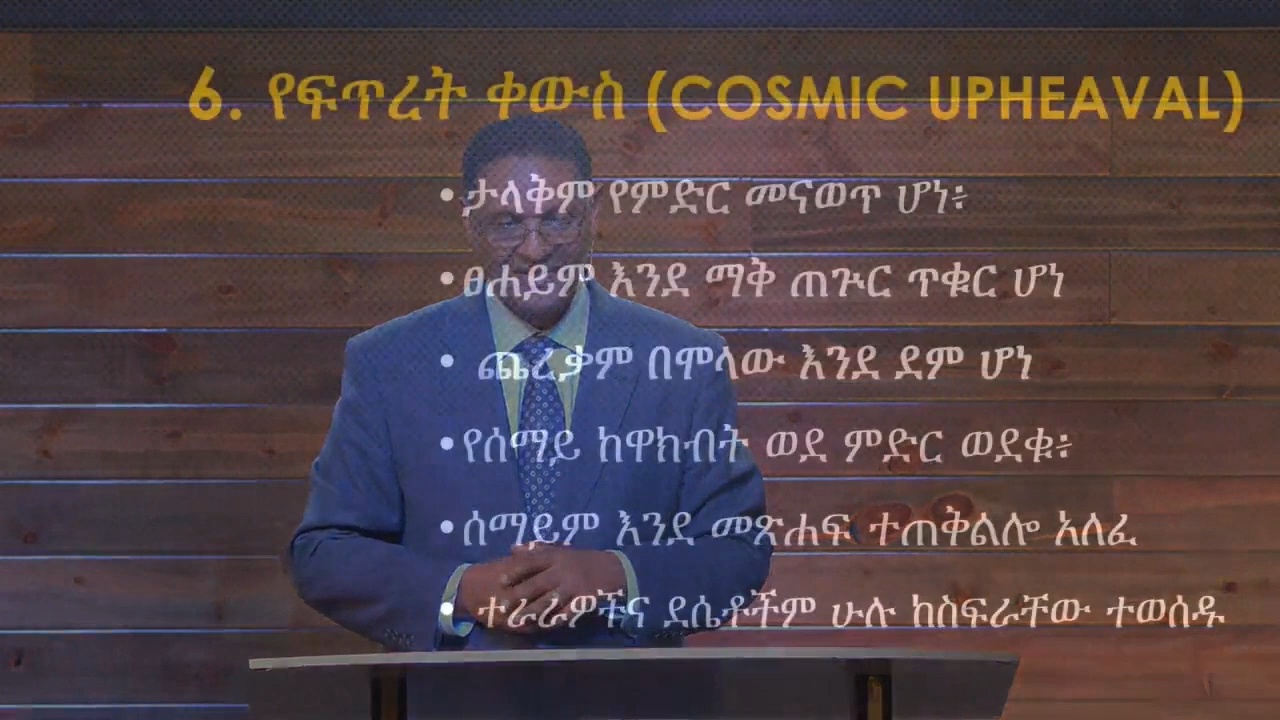 6. የፍጥረት ቀውስ (COSMIC UPHEAVAL)
• ታላቅም የምድር መናወጥ ሆነ፥
• ፀሐይም እንደ ማቅ ጠጕር ጥቁር ሆነ
• ጨረቃም በሞላው እንደ ደም ሆነ
• የሰማይ ከዋክብት ወደ ምድር ወደቁ፥
• ሰማይም እንደ መጽሐፍ ተጠቅልሎ አለፈ
• ተራራዎችና ደሴቶችም ሁሉ ከስፍራቸው ተወሰዱ